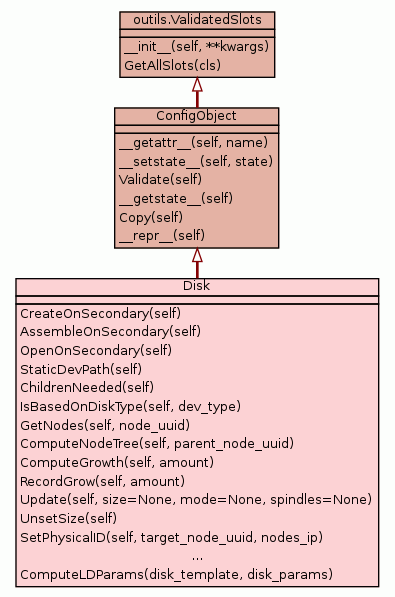 outils.ValidatedSlots
__init__(self, **kwargs)
GetAllSlots(cls)
ConfigObject
__getattr__(self, name)
__setstate__(self, state)
Validate(self)
__getstate__(self)
Copy(self)
__repr__(self)
Disk
CreateOnSecondary(self)
AssembleOnSecondary(self)
OpenOnSecondary(self)
StaticDevPath(self)
ChildrenNeeded(self)
IsBasedOnDiskType(self, dev_type)
GetNodes(self, node_uuid)
ComputeNodeTree(self, parent_node_uuid)
ComputeGrowth(self, amount)
RecordGrow(self, amount)
Update(self, size=None, mode=None, spindles=None)
UnsetSize(self)
SetPhysicalID(self, target_node_uuid, nodes_ip)
...
ComputeLDParams(disk_template, disk_params)